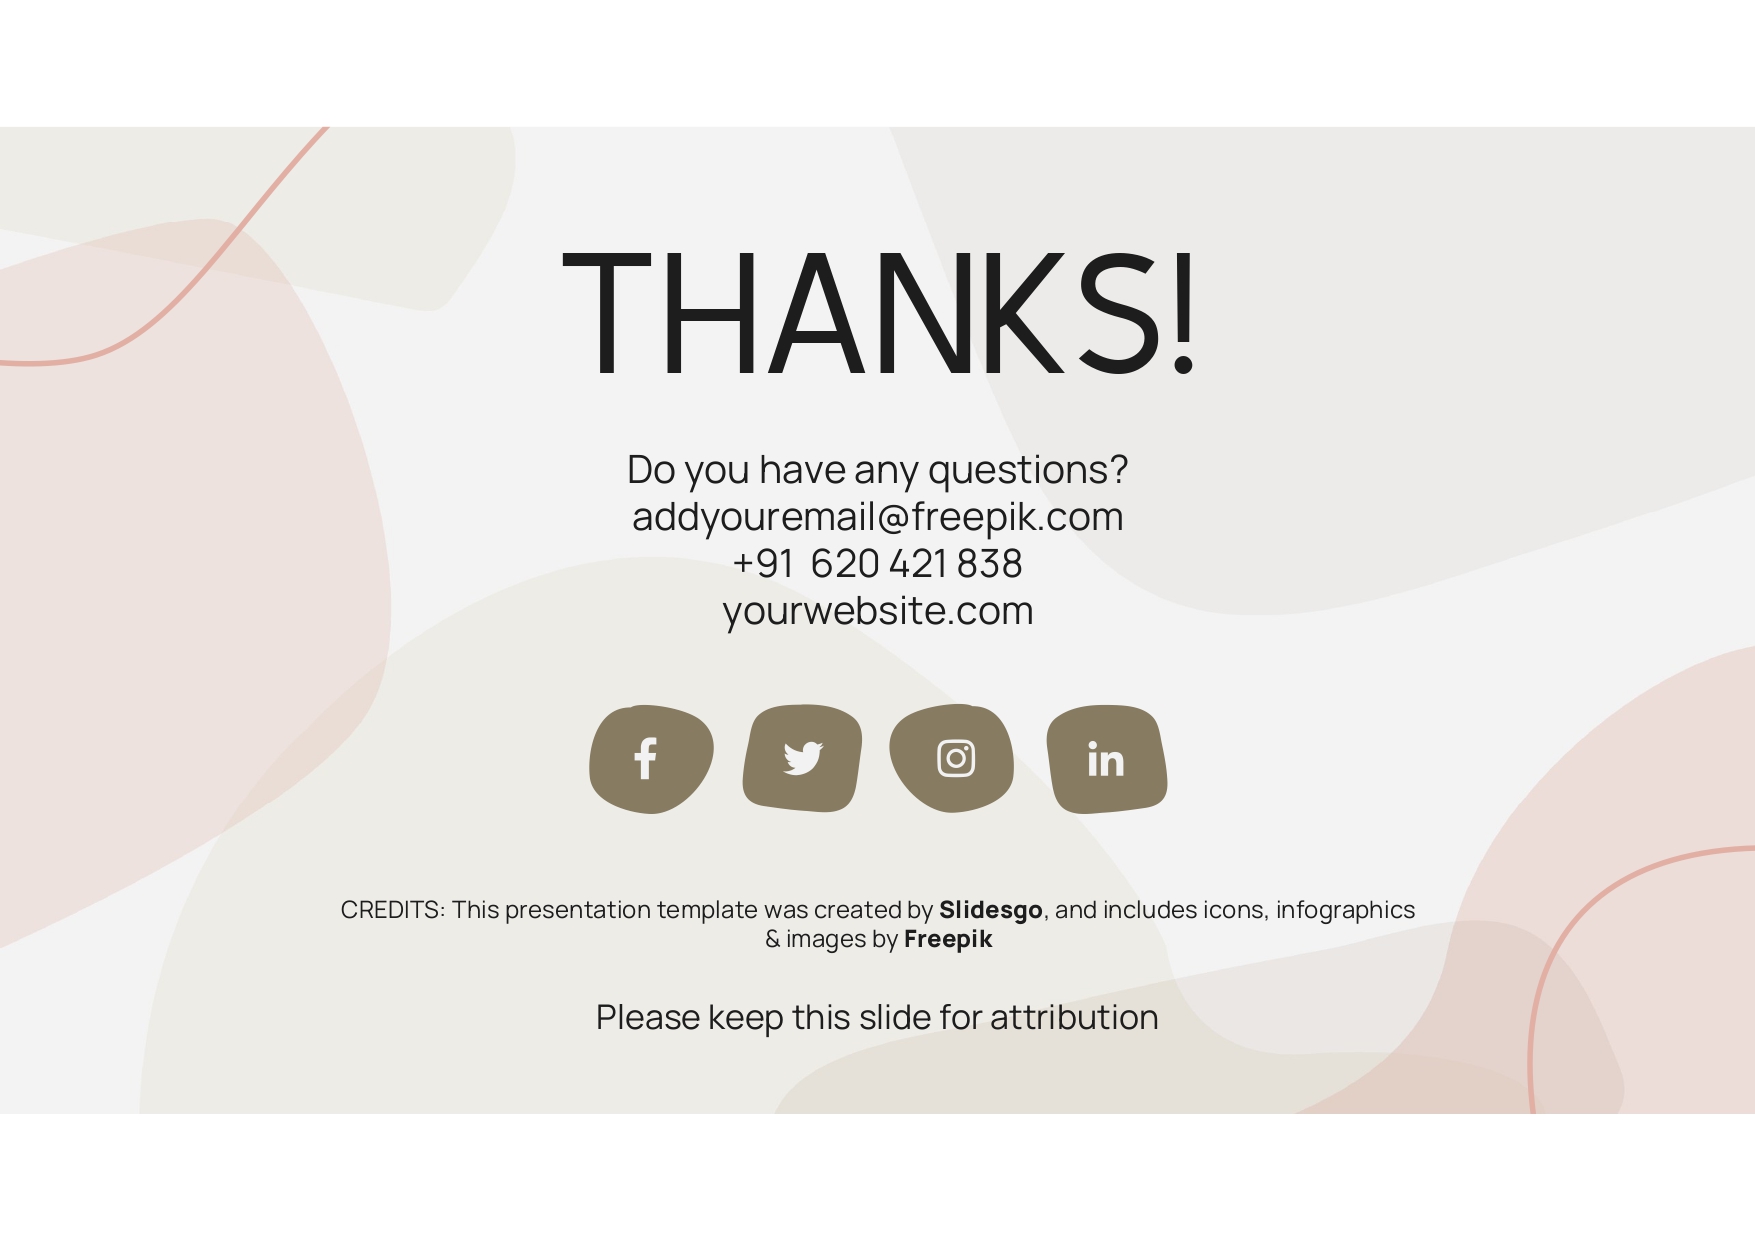 THANKS!
Do you have any questions?
addyouremail@freepik.com
+91  620 421 838
yourwebsite.com
CREDITS: This presentation template was created by Slidesgo, and includes icons, infographics
& images by Freepik
Please keep this slide for attribution